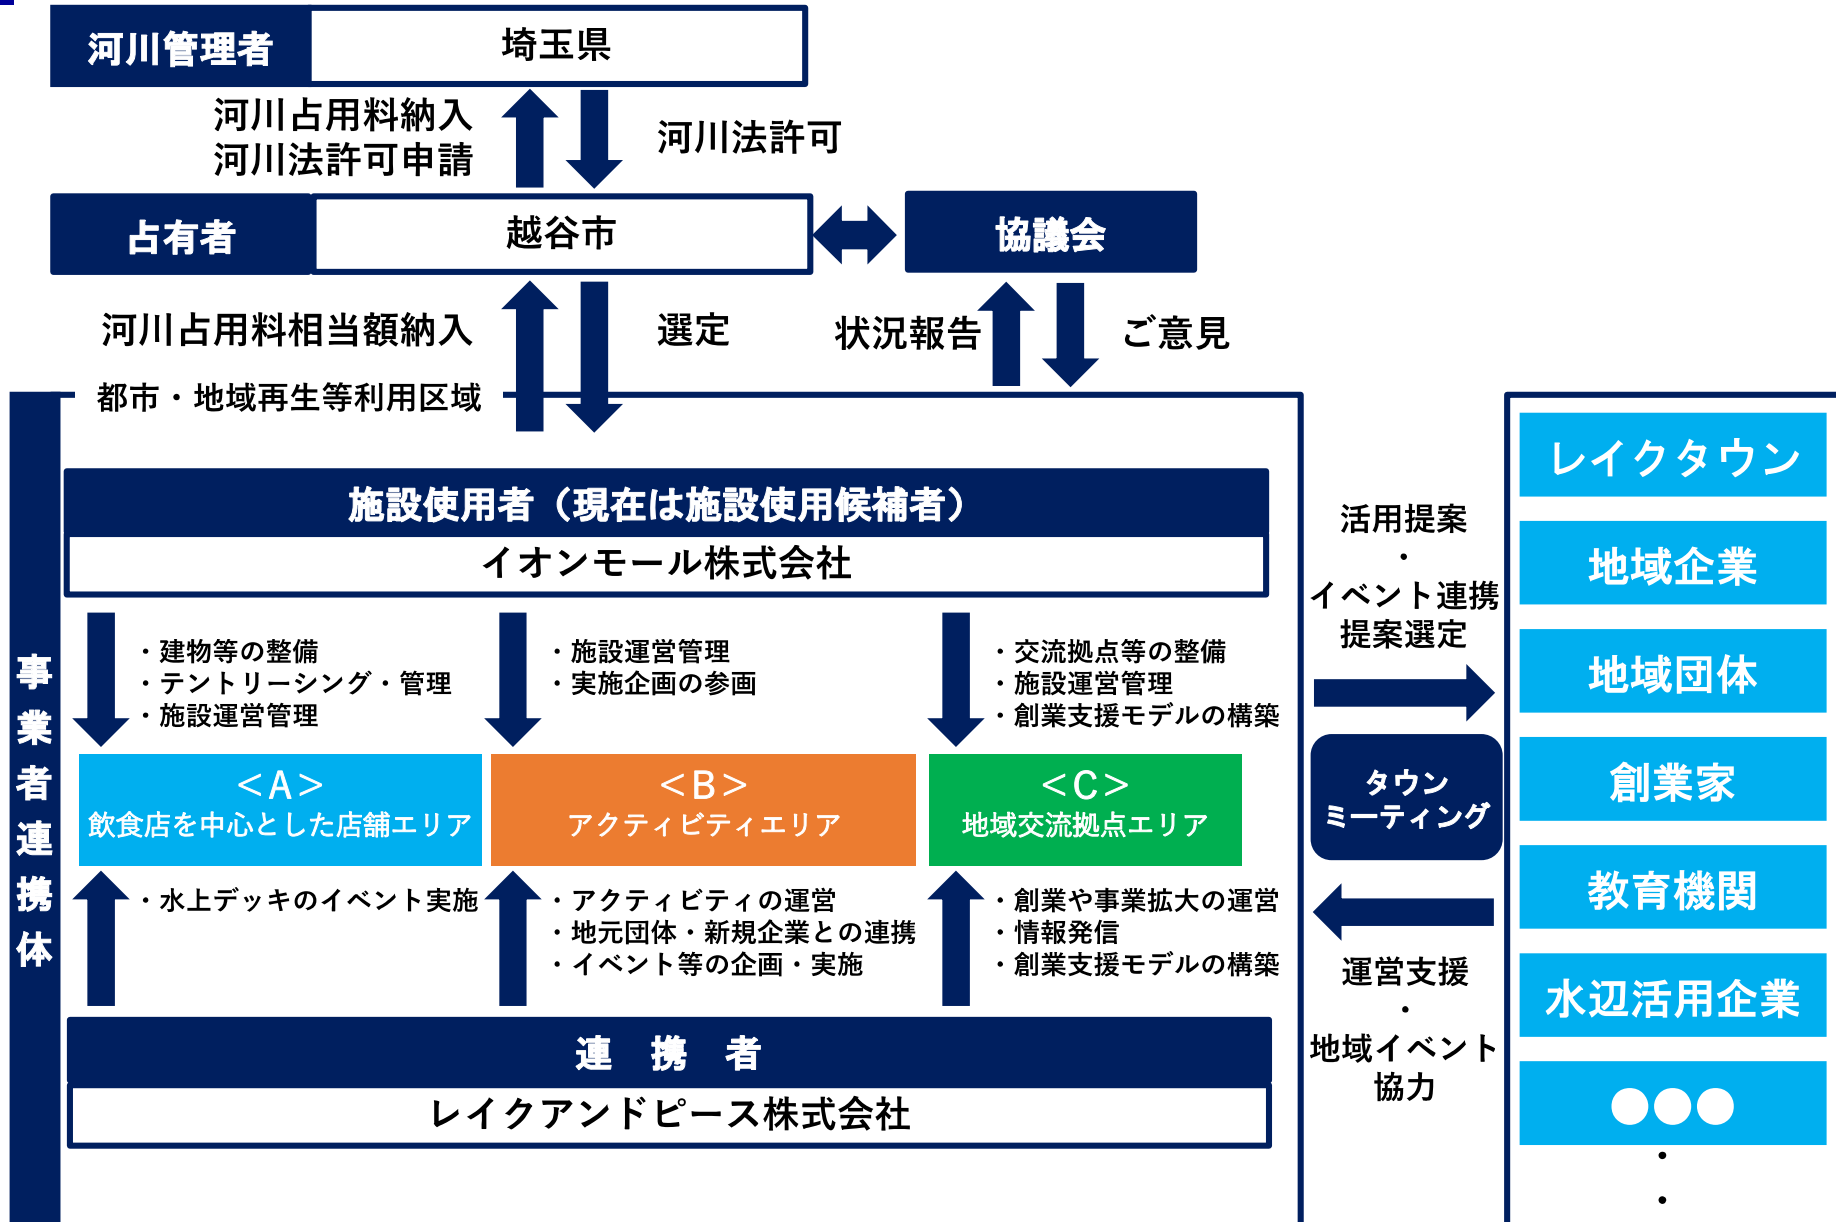 河川管理者
埼玉県
河川占用料納入
河川法許可申請
河川法許可
占有者
越谷市
協議会
河川占用料相当額納入
選定
状況報告
ご意見
都市・地域再生等利用区域
事業者連携体
施設使用者（現在は施設使用候補者）
イオンモール株式会社
・建物等の整備
・テントリーシング・管理
・施設運営管理
・施設運営管理
・実施企画の参画
・交流拠点等の整備
・施設運営管理
・創業支援モデルの構築
＜A＞
飲食店を中心とした店舗エリア
＜B＞
アクティビティエリア
＜C＞
地域交流拠点エリア
・水上デッキのイベント実施
・アクティビティの運営
・地元団体・新規企業との連携
・イベント等の企画・実施
・創業や事業拡大の運営
・情報発信
・創業支援モデルの構築
連　携　者
レイクアンドピース株式会社
活用提案
・
イベント連携
提案選定
タウン
ミーティング
運営支援
・
地域イベント
協力
レイクタウン
地域企業
地域団体
創業家
教育機関
水辺活用企業
●●●
・
・